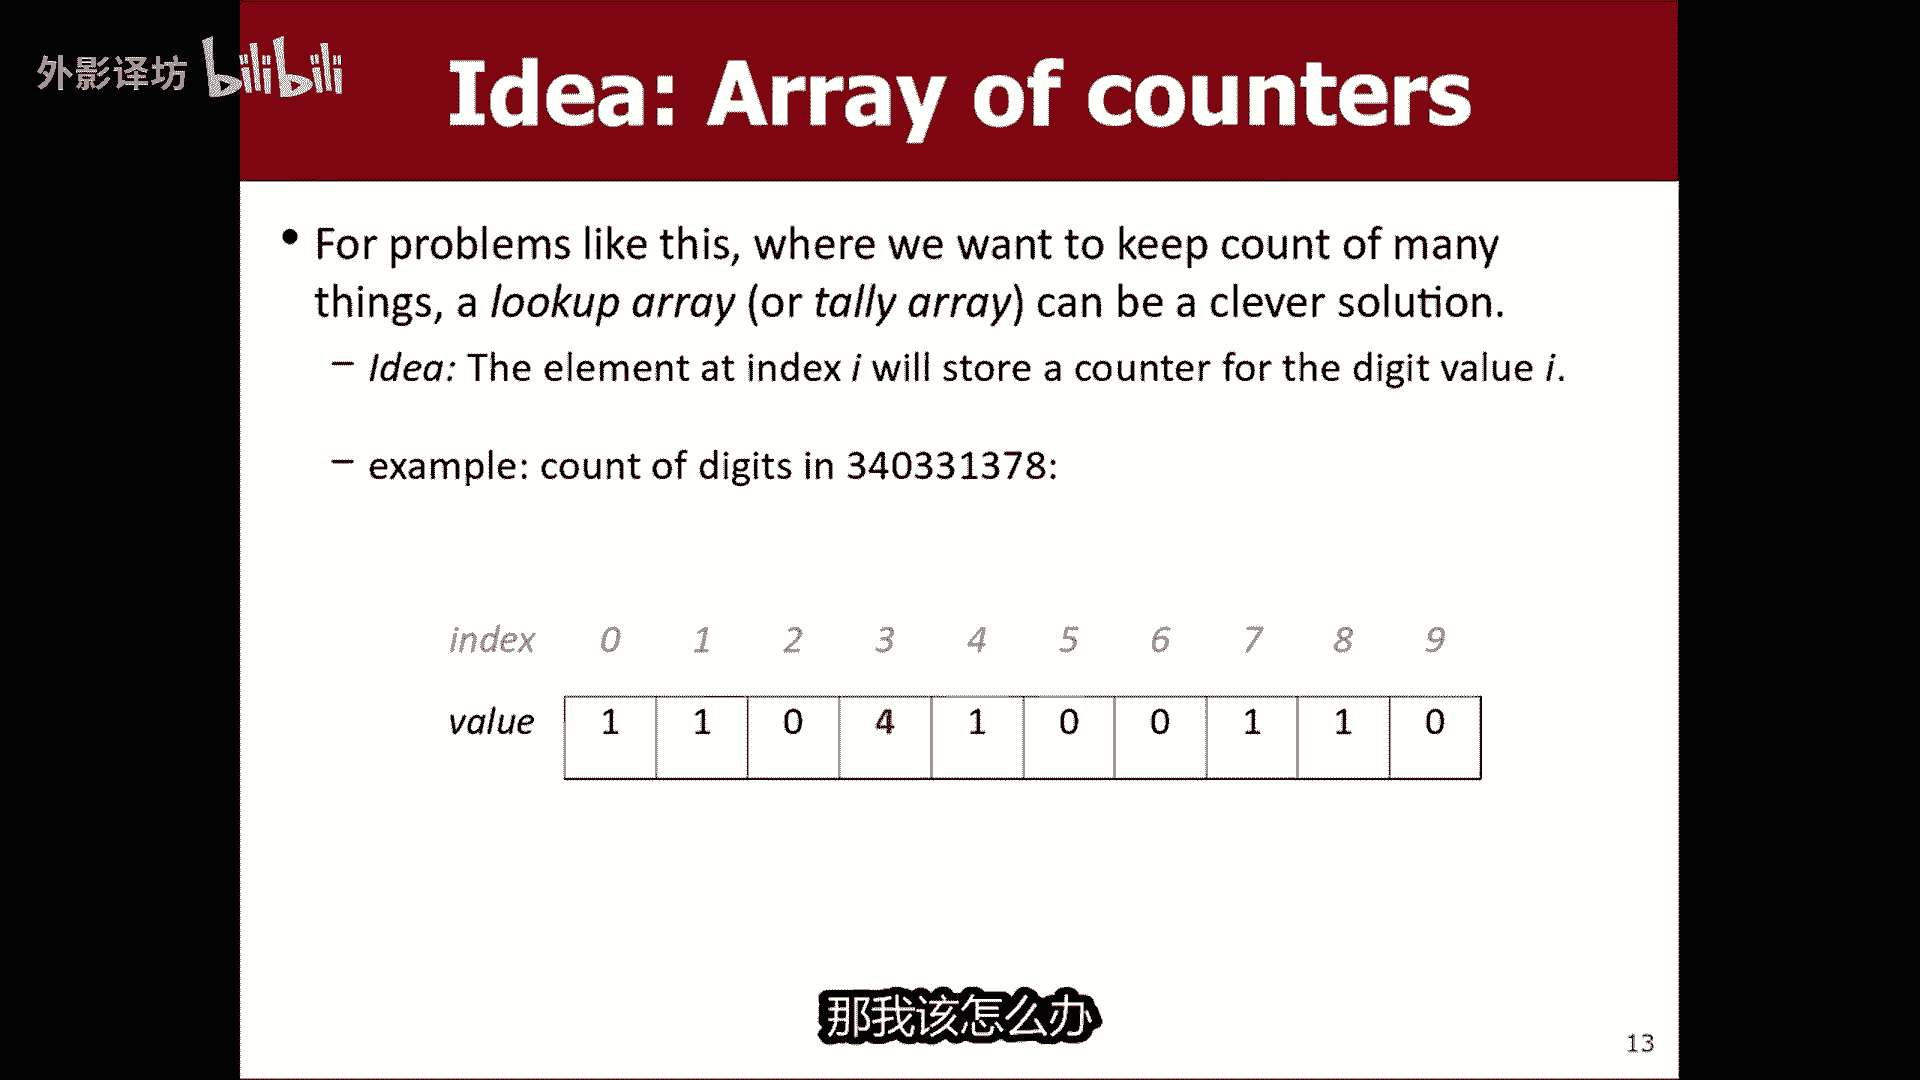 外影译坊 bilibili
Idea: Array of counters
• For problems like this, where we want to keep count of many
things, a lookup array (or tally array) can be a clever solution.
– Idea: The element at index i will store a counter for the digit value i.
– example: count of digits in 340331378:
index 0 1 2 3 4 5 6 7 8 9
value 1 1 0 4 1 0 0 1 1 0
那我该怎么办
13